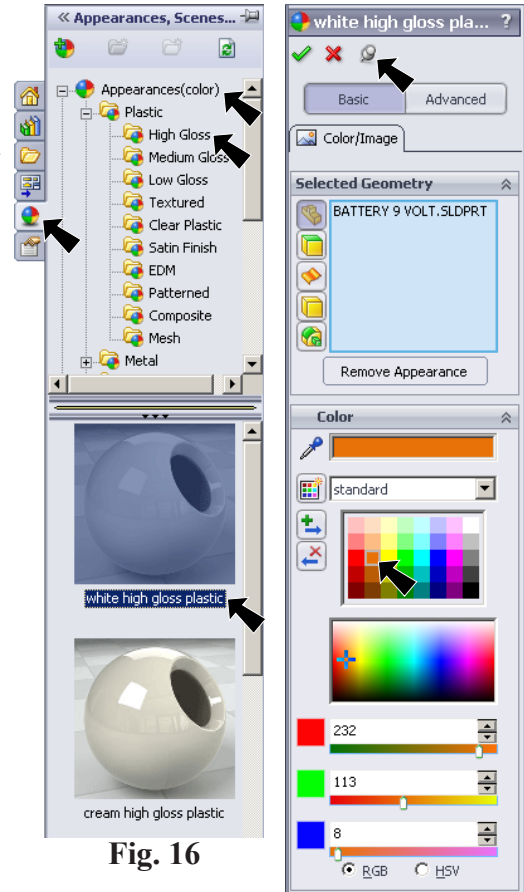 Appearances, Scenes...
Appearances(color)
Plastic
High Gloss
Medium Gloss
Low Gloss
Textured
Clear Plastic
Satin Finish
EDM
Patterned
Composite
Mesh
Metal
white high gloss plastic
cream high gloss plastic
Fig. 16
white high gloss pla... ?
Basic Advanced
Color/Image
Selected Geometry
BATTERY 9 VOLT.SLDPRT
Remove Appearance
Color
standard
232
113
8
RGB HSV